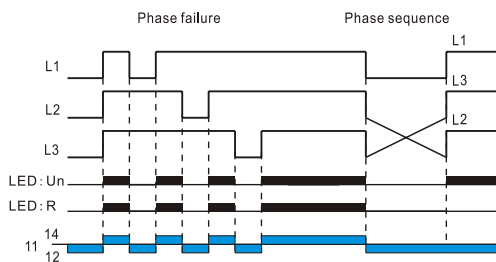 Phase failure Phase sequence
L1 L1
L2 L3
L3 L2
LED: Un
LED: R
14
11
12